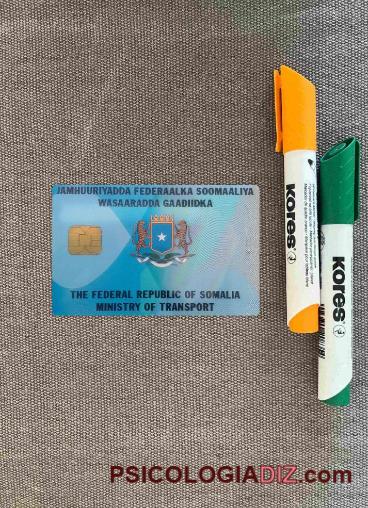 JAMHUURIYADDA FEDERAALKA SOOMAALIYA
WASAARADDA GAADIIDKA
THE FEDERAL REPUBLIC OF SOMALIA
MINISTRY OF TRANSPORT
kores
kores
PSICOLOGIADIZ.com